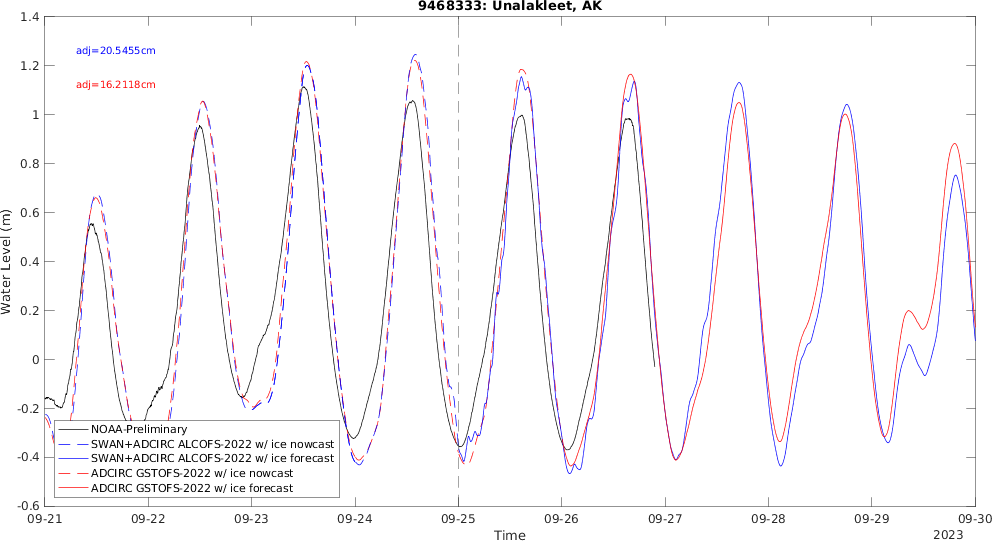 9468333: Unalakleet, AK
1.4
1.2
1
0.8
0.6
0.4
0.2
0
-0.2
-0.4
-0.6
Water Level (m)
adj=20.5455cm
adj=16.2118cm
NOAA-Preliminary
SWAN+ADCIRC ALCOFS-2022 w/ ice nowcast
SWAN+ADCIRC ALCOFS-2022 w/ ice forecast
ADCIRC GSTOFS-2022 w/ ice nowcast
ADCIRC GSTOFS-2022 w/ ice forecast
09-21 09-22 09-23 09-24 09-25 09-26 09-27 09-28 09-29 09-30
Time
2023